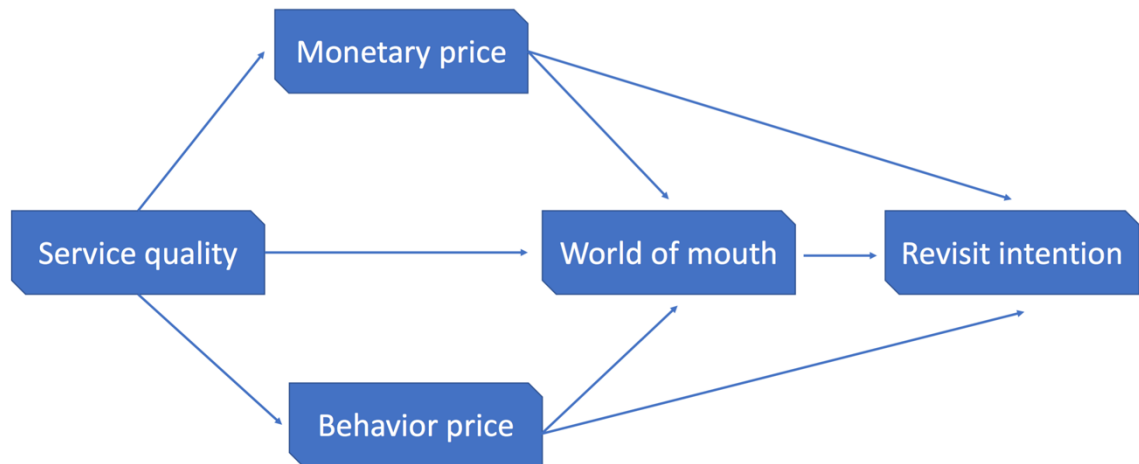 Monetary price
Service quality
World of mouth
Revisit intention
Behavior price